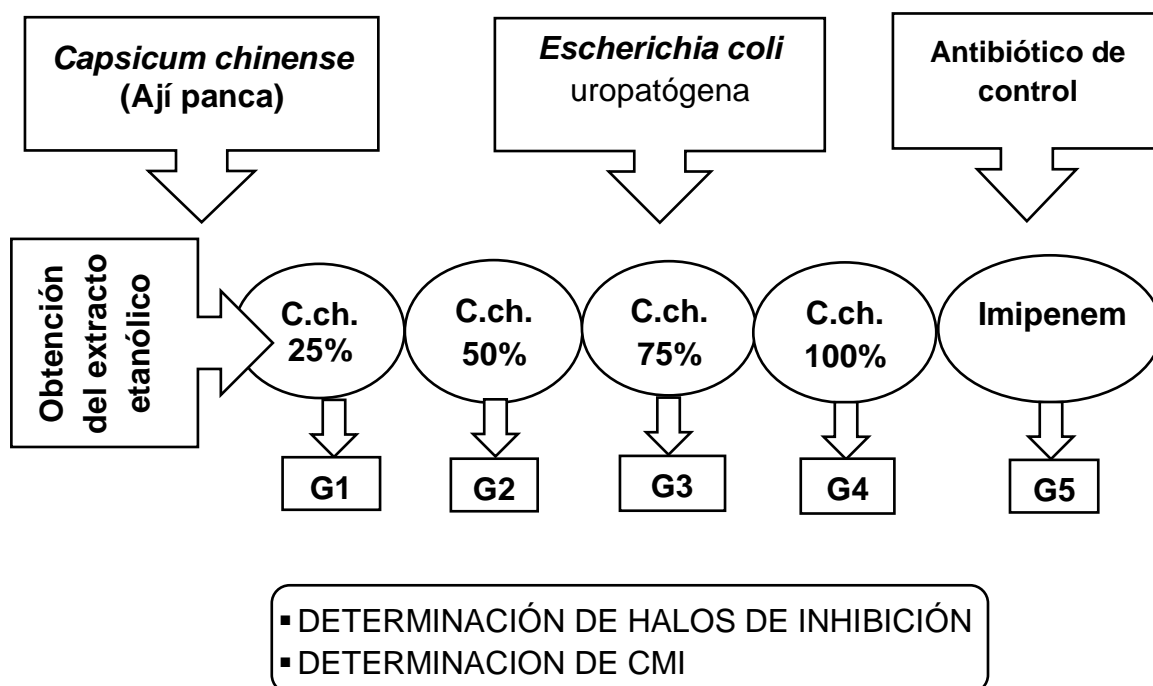 Capsicum chinense
(Ají panca)
Escherichia coli
uropatógena
Antibiótico de
control
Obtención
del extracto
etanólico
C.ch.
25%
C.ch.
50%
C.ch.
75%
C.ch.
100%
Imipenem
G1
G2
G3
G4
G5
▪ DETERMINACIÓN DE HALOS DE INHIBICIÓN
▪ DETERMINACION DE CMI